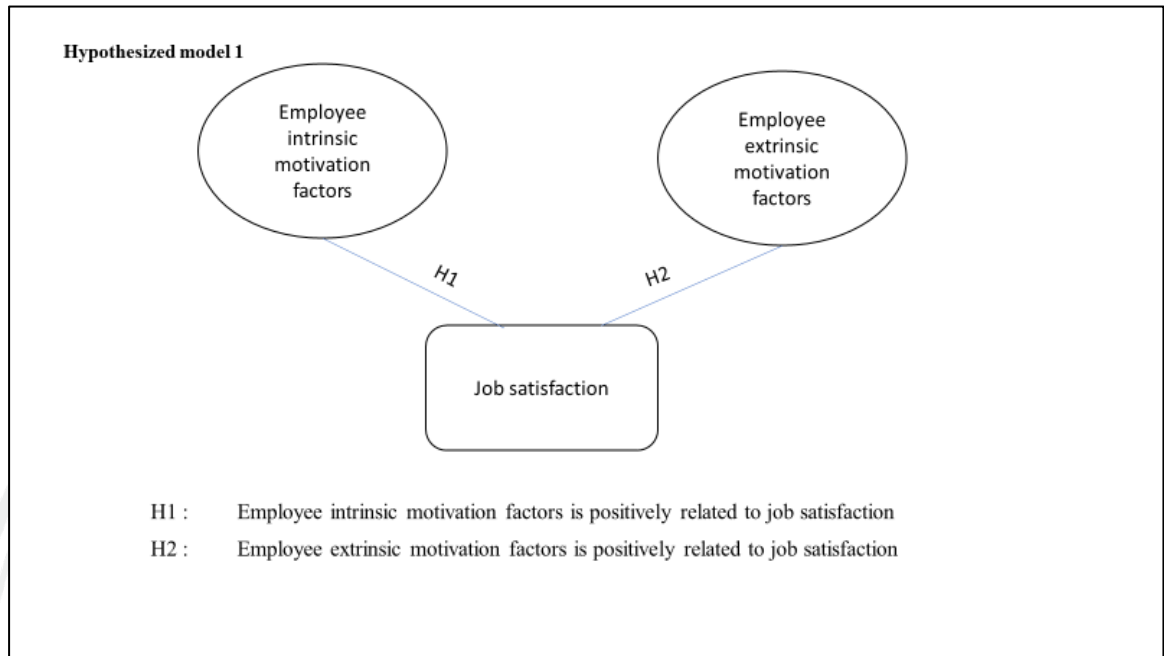 Hypothesized model 1
Employee
intrinsic
motivation
factors
Employee
extrinsic
motivation
factors
H1
H2
Job satisfaction
H1 : Employee intrinsic motivation factors is positively related to job satisfaction
H2 : Employee extrinsic motivation factors is positively related to job satisfaction